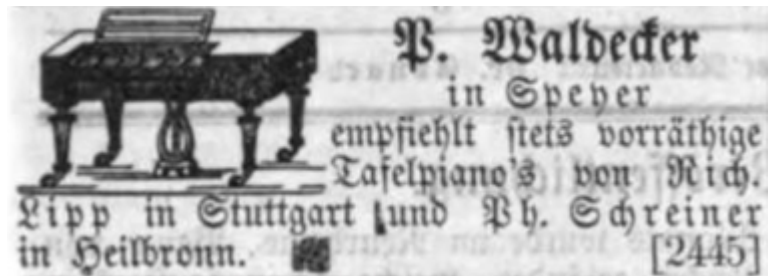 P. Waldecker
in Speyer
empfiehlt stets vorräthige
Tafelpiano's von Rich.
Lipp in Stuttgart und Ph. Schreiner
in Heilbronn. [2445]